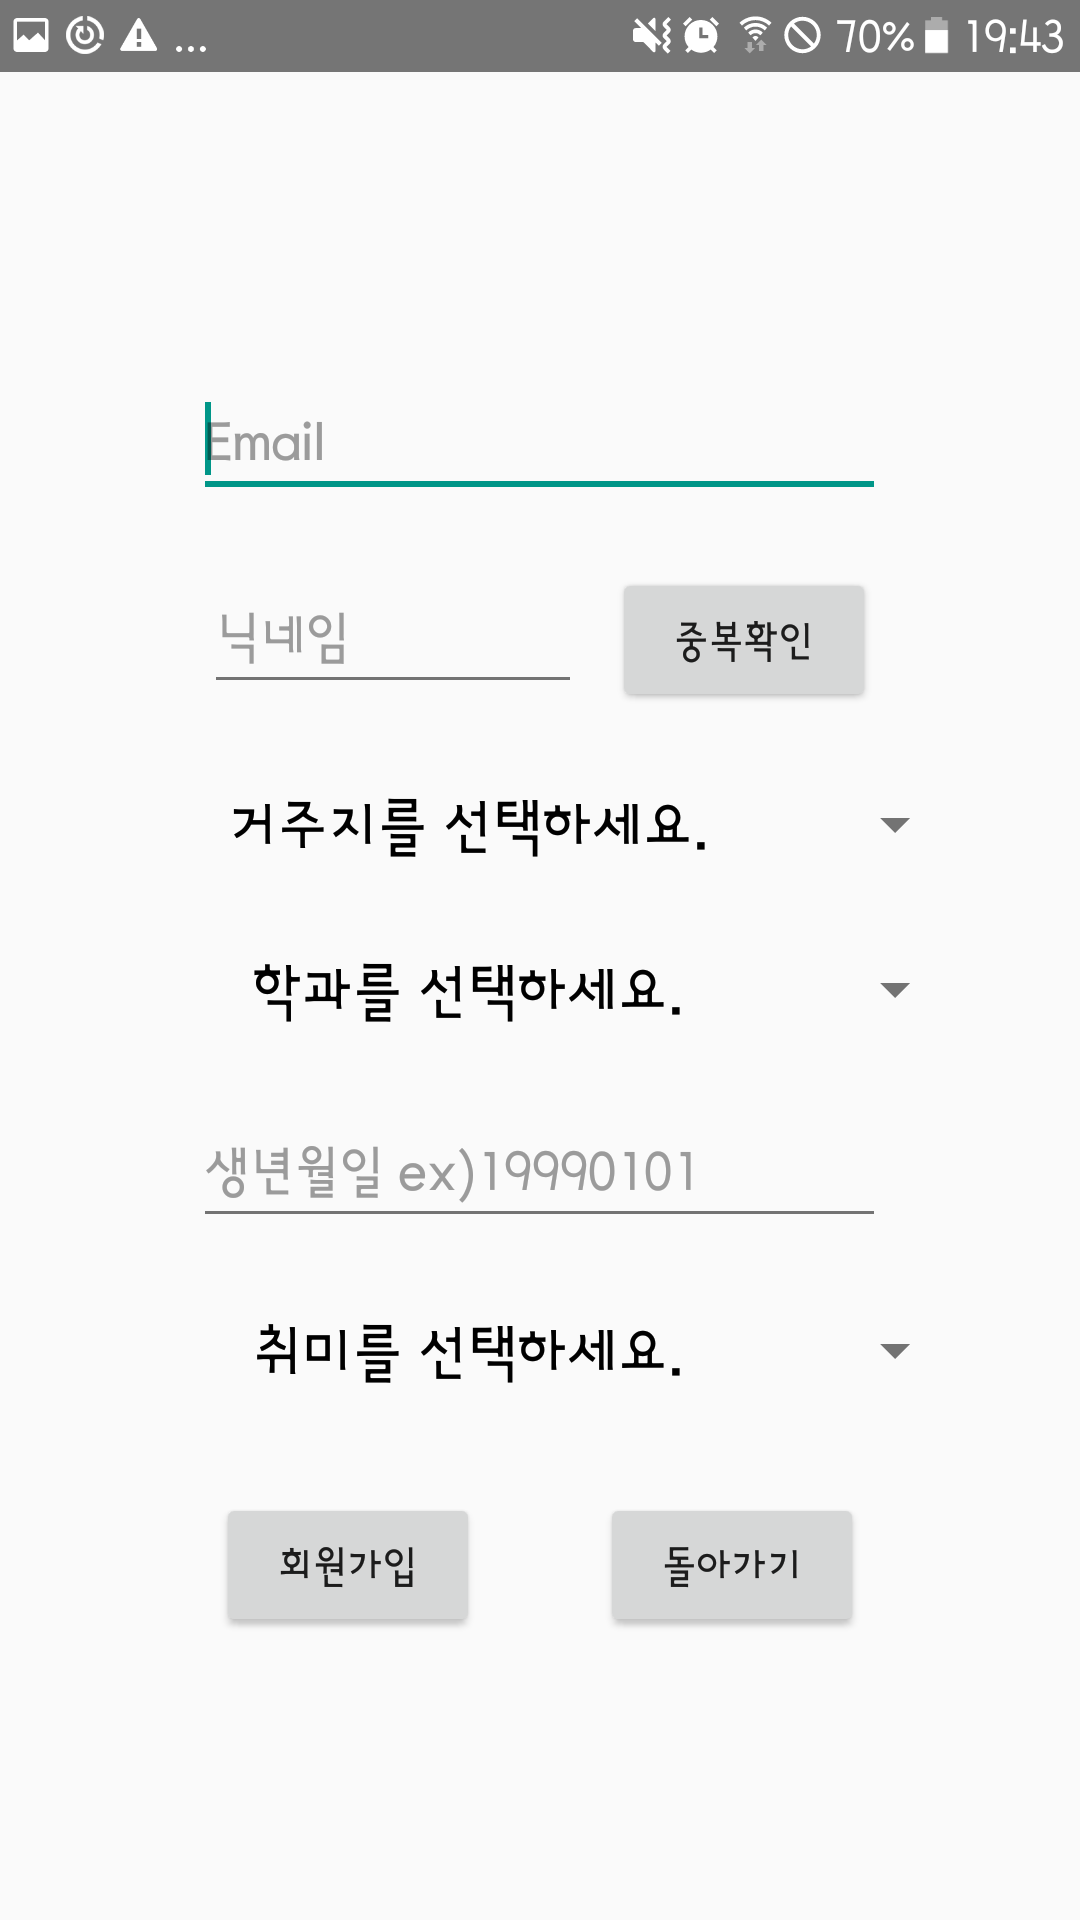 ... 70% 19:43
Email
닉네임 중복확인
거주지를 선택하세요.
학과를 선택하세요.
생년월일 ex)19990101
취미를 선택하세요.
회원가입 돌아가기